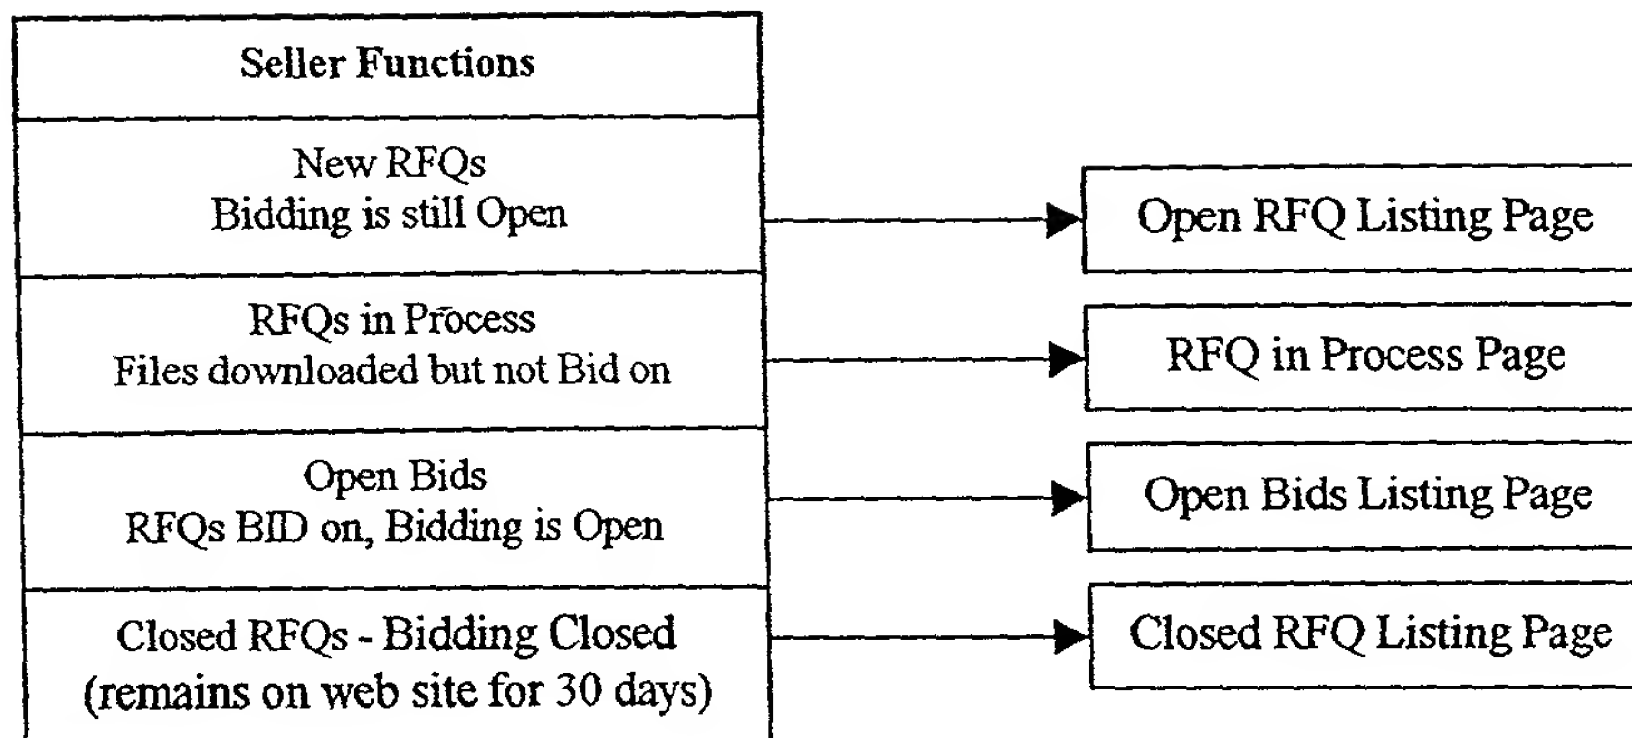 Seller Functions
New RFQs
Bidding is still Open
Open RFQ Listing Page
RFQs in Process
Files downloaded but not Bid on
RFQ in Process Page
Open Bids
RFQs BID on, Bidding is Open
Open Bids Listing Page
Closed RFQs - Bidding Closed
(remains on web site for 30 days)
Closed RFQ Listing Page